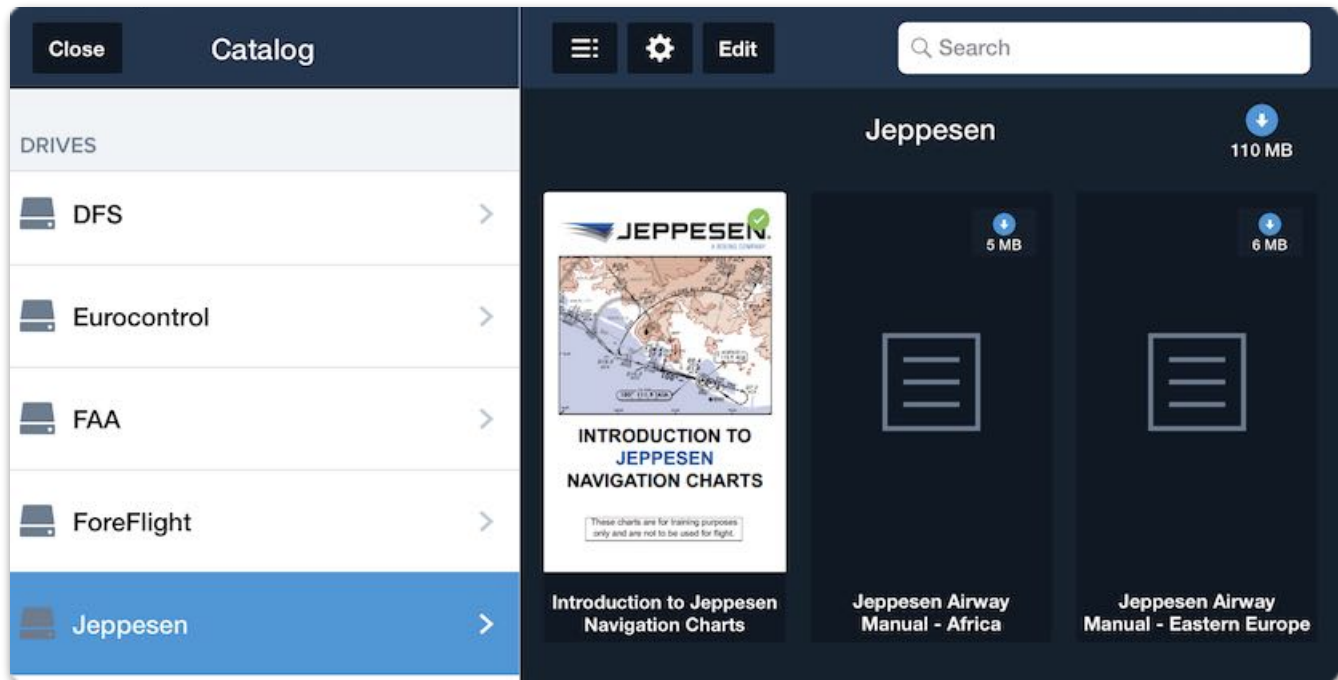 Close
Catalog
DRIVES
DFS
Eurocontrol
FAA
ForeFlight
Jeppesen
Edit
Search
Jeppesen
110 MB
JEPPESEN.
A BOEING COMPANY
INTRODUCTION TO
JEPPESEN
NAVIGATION CHARTS
These charts are for training purposes
only and are not to be used for flight.
Introduction to Jeppesen
Navigation Charts
5 MB
Jeppesen Airway
Manual - Africa
6 MB
Jeppesen Airway
Manual - Eastern Europe